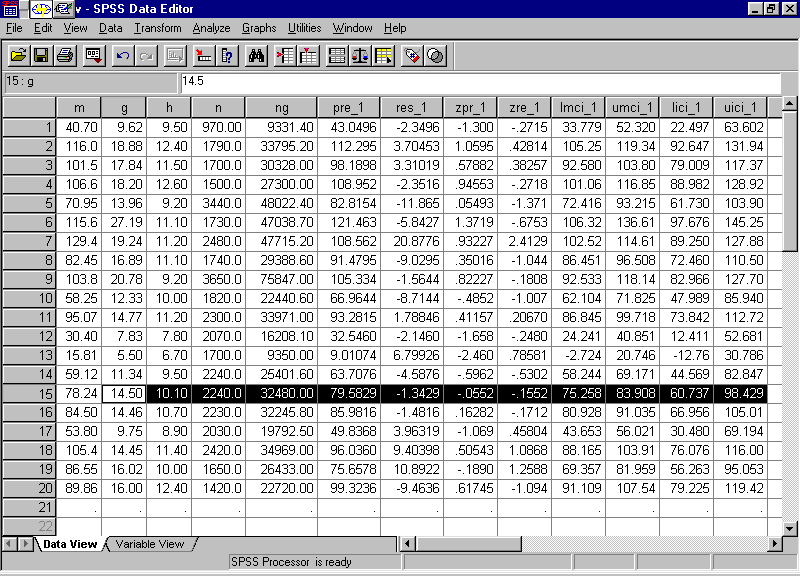 v - SPSS Data Editor
File Edit View Data Transform Analyze Graphs Utilities Window Help
15 : g 14.5
m g h n ng pre_1 res_1 zpr_1 zre_1 lmci_1 umci_1 lici_1 uici_1
1 40.70 9.62 9.50 970.00 9331.40 43.0496 -2.3496 -1.300 -.2715 33.779 52.320 22.497 63.602
2 116.0 18.88 12.40 1790.0 33795.20 112.295 3.70453 1.0595 .42814 105.25 119.34 92.647 131.94
3 101.5 17.84 11.50 1700.0 30328.00 98.1898 3.31019 .57882 .38257 92.580 103.80 79.009 117.37
4 106.6 18.20 12.60 1500.0 27300.00 108.952 -2.3516 .94553 -.2718 101.06 116.85 88.982 128.92
5 70.95 13.96 9.20 3440.0 48022.40 82.8154 -11.865 .05493 -1.371 72.416 93.215 61.730 103.90
6 115.6 27.19 11.10 1730.0 47038.70 121.463 -5.8427 1.3719 -.6753 106.32 136.61 97.676 145.25
7 129.4 19.24 11.20 2480.0 47715.20 108.562 20.8776 .93227 2.4129 102.52 114.61 89.250 127.88
8 82.45 16.89 11.10 1740.0 29388.60 91.4795 -9.0295 .35016 -1.044 86.451 96.508 72.460 110.50
9 103.8 20.78 9.20 3650.0 75847.00 105.334 -1.5644 .82227 -.1808 92.533 118.14 82.966 127.70
10 58.25 12.33 10.00 1820.0 22440.60 66.9644 -8.7144 -.4852 -1.007 62.104 71.825 47.989 85.940
11 95.07 14.77 11.20 2300.0 33971.00 93.2815 1.78846 .41157 .20670 86.845 99.718 73.842 112.72
12 30.40 7.83 7.80 2070.0 16208.10 32.5460 -2.1460 -1.658 -.2480 24.241 40.851 12.411 52.681
13 15.81 5.50 6.70 1700.0 9350.00 9.01074 6.79926 -2.460 .78581 -2.724 20.746 -12.76 30.786
14 59.12 11.34 9.50 2240.0 25401.60 63.7076 -4.5876 -.5962 -.5302 58.244 69.171 44.569 82.847
15 78.24 14.50 10.10 2240.0 32480.00 79.5829 -1.3429 -.0552 -.1552 75.258 83.908 60.737 98.429
16 84.50 14.46 10.70 2230.0 32245.80 85.9816 -1.4816 .16282 -.1712 80.928 91.035 66.956 105.01
17 53.80 9.75 8.90 2030.0 19792.50 49.8368 3.96319 -1.069 .45804 43.653 56.021 30.480 69.194
18 105.4 14.45 11.40 2420.0 34969.00 96.0360 9.40398 .50543 1.0868 88.165 103.91 76.076 116.00
19 86.55 16.02 10.00 1650.0 26433.00 75.6578 10.8922 -.1890 1.2588 69.357 81.959 56.263 95.053
20 89.86 16.00 12.40 1420.0 22720.00 99.3236 -9.4636 .61745 -1.094 91.109 107.54 79.225 119.42
21 . . . . . . . . . . . . .
22
Data View Variable View
SPSS Processor is ready